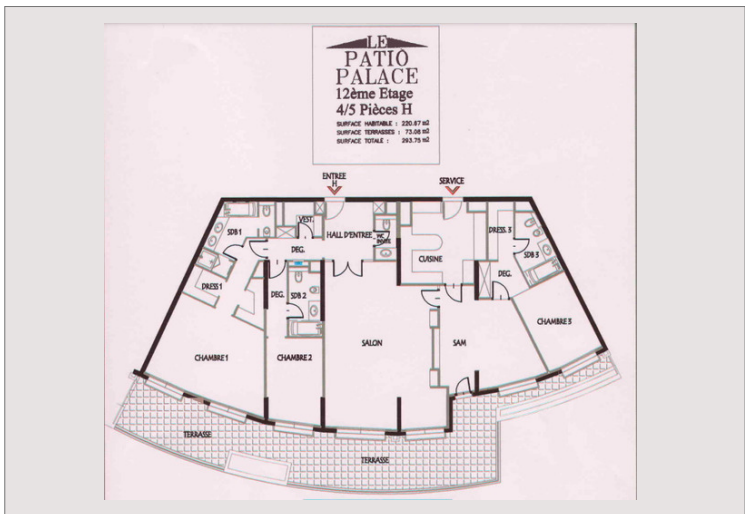 LE
PATIO
PALACE
12ème Etage
4/5 Pièces H
SURFACE HABITABLE : 220.67 m2
SURFACE TERRASSES : 73.08 m2
SURFACE TOTALE : 293.75 m2
ENTREE
H
SERVICE
VEST.
SDB 1
HALL D'ENTREE
WC
INVITE
DRESS. 3
DEG.
CUISINE
SDB 3
DRESS 1
DEG.
SDB 2
DEG.
CHAMBRE 3
CHAMBRE 1
CHAMBRE 2
SALON
SAM
TERRASSE
TERRASSE